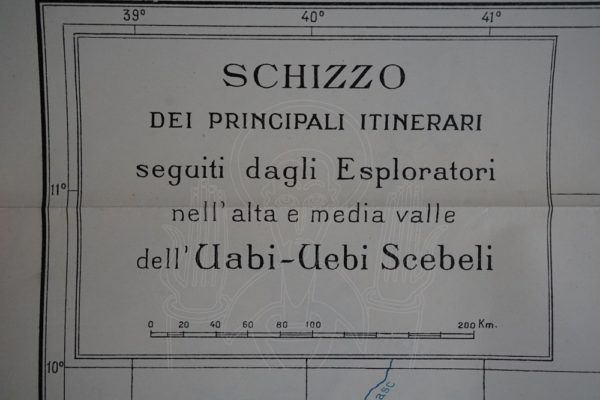 39° 40° 41°
SCHIZZO
DEI PRINCIPALI ITINERARI
seguiti dagli Esploratori
nell'alta e media valle
dell'Uabi-Uebi Scebeli
11°
0 20 40 60 80 100 200 Km.
10°
asc